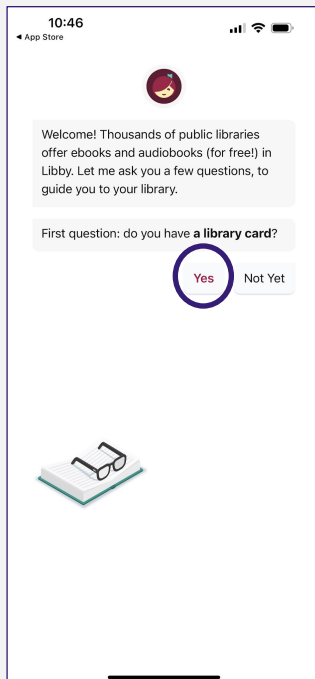 10:46
◀ App Store
Welcome! Thousands of public libraries
offer ebooks and audiobooks (for free!) in
Libby. Let me ask you a few questions, to
guide you to your library.
First question: do you have a library card?
Yes Not Yet